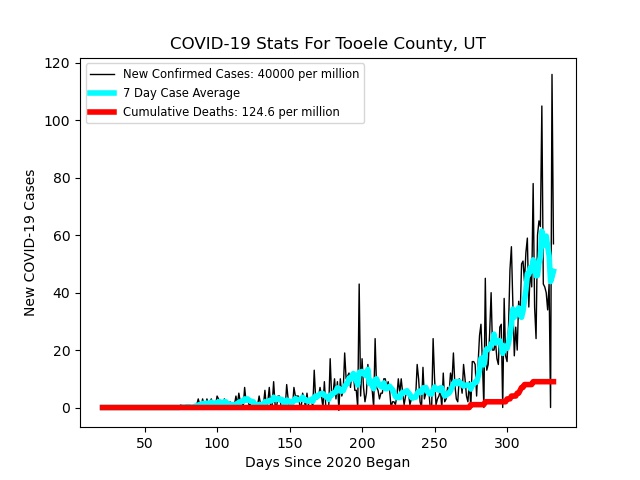 COVID-19 Stats For Tooele County, UT
New Confirmed Cases: 40000 per million
7 Day Case Average
Cumulative Deaths: 124.6 per million
New COVID-19 Cases
120
100
80
60
40
20
0
50
100
150
200
250
300
Days Since 2020 Began